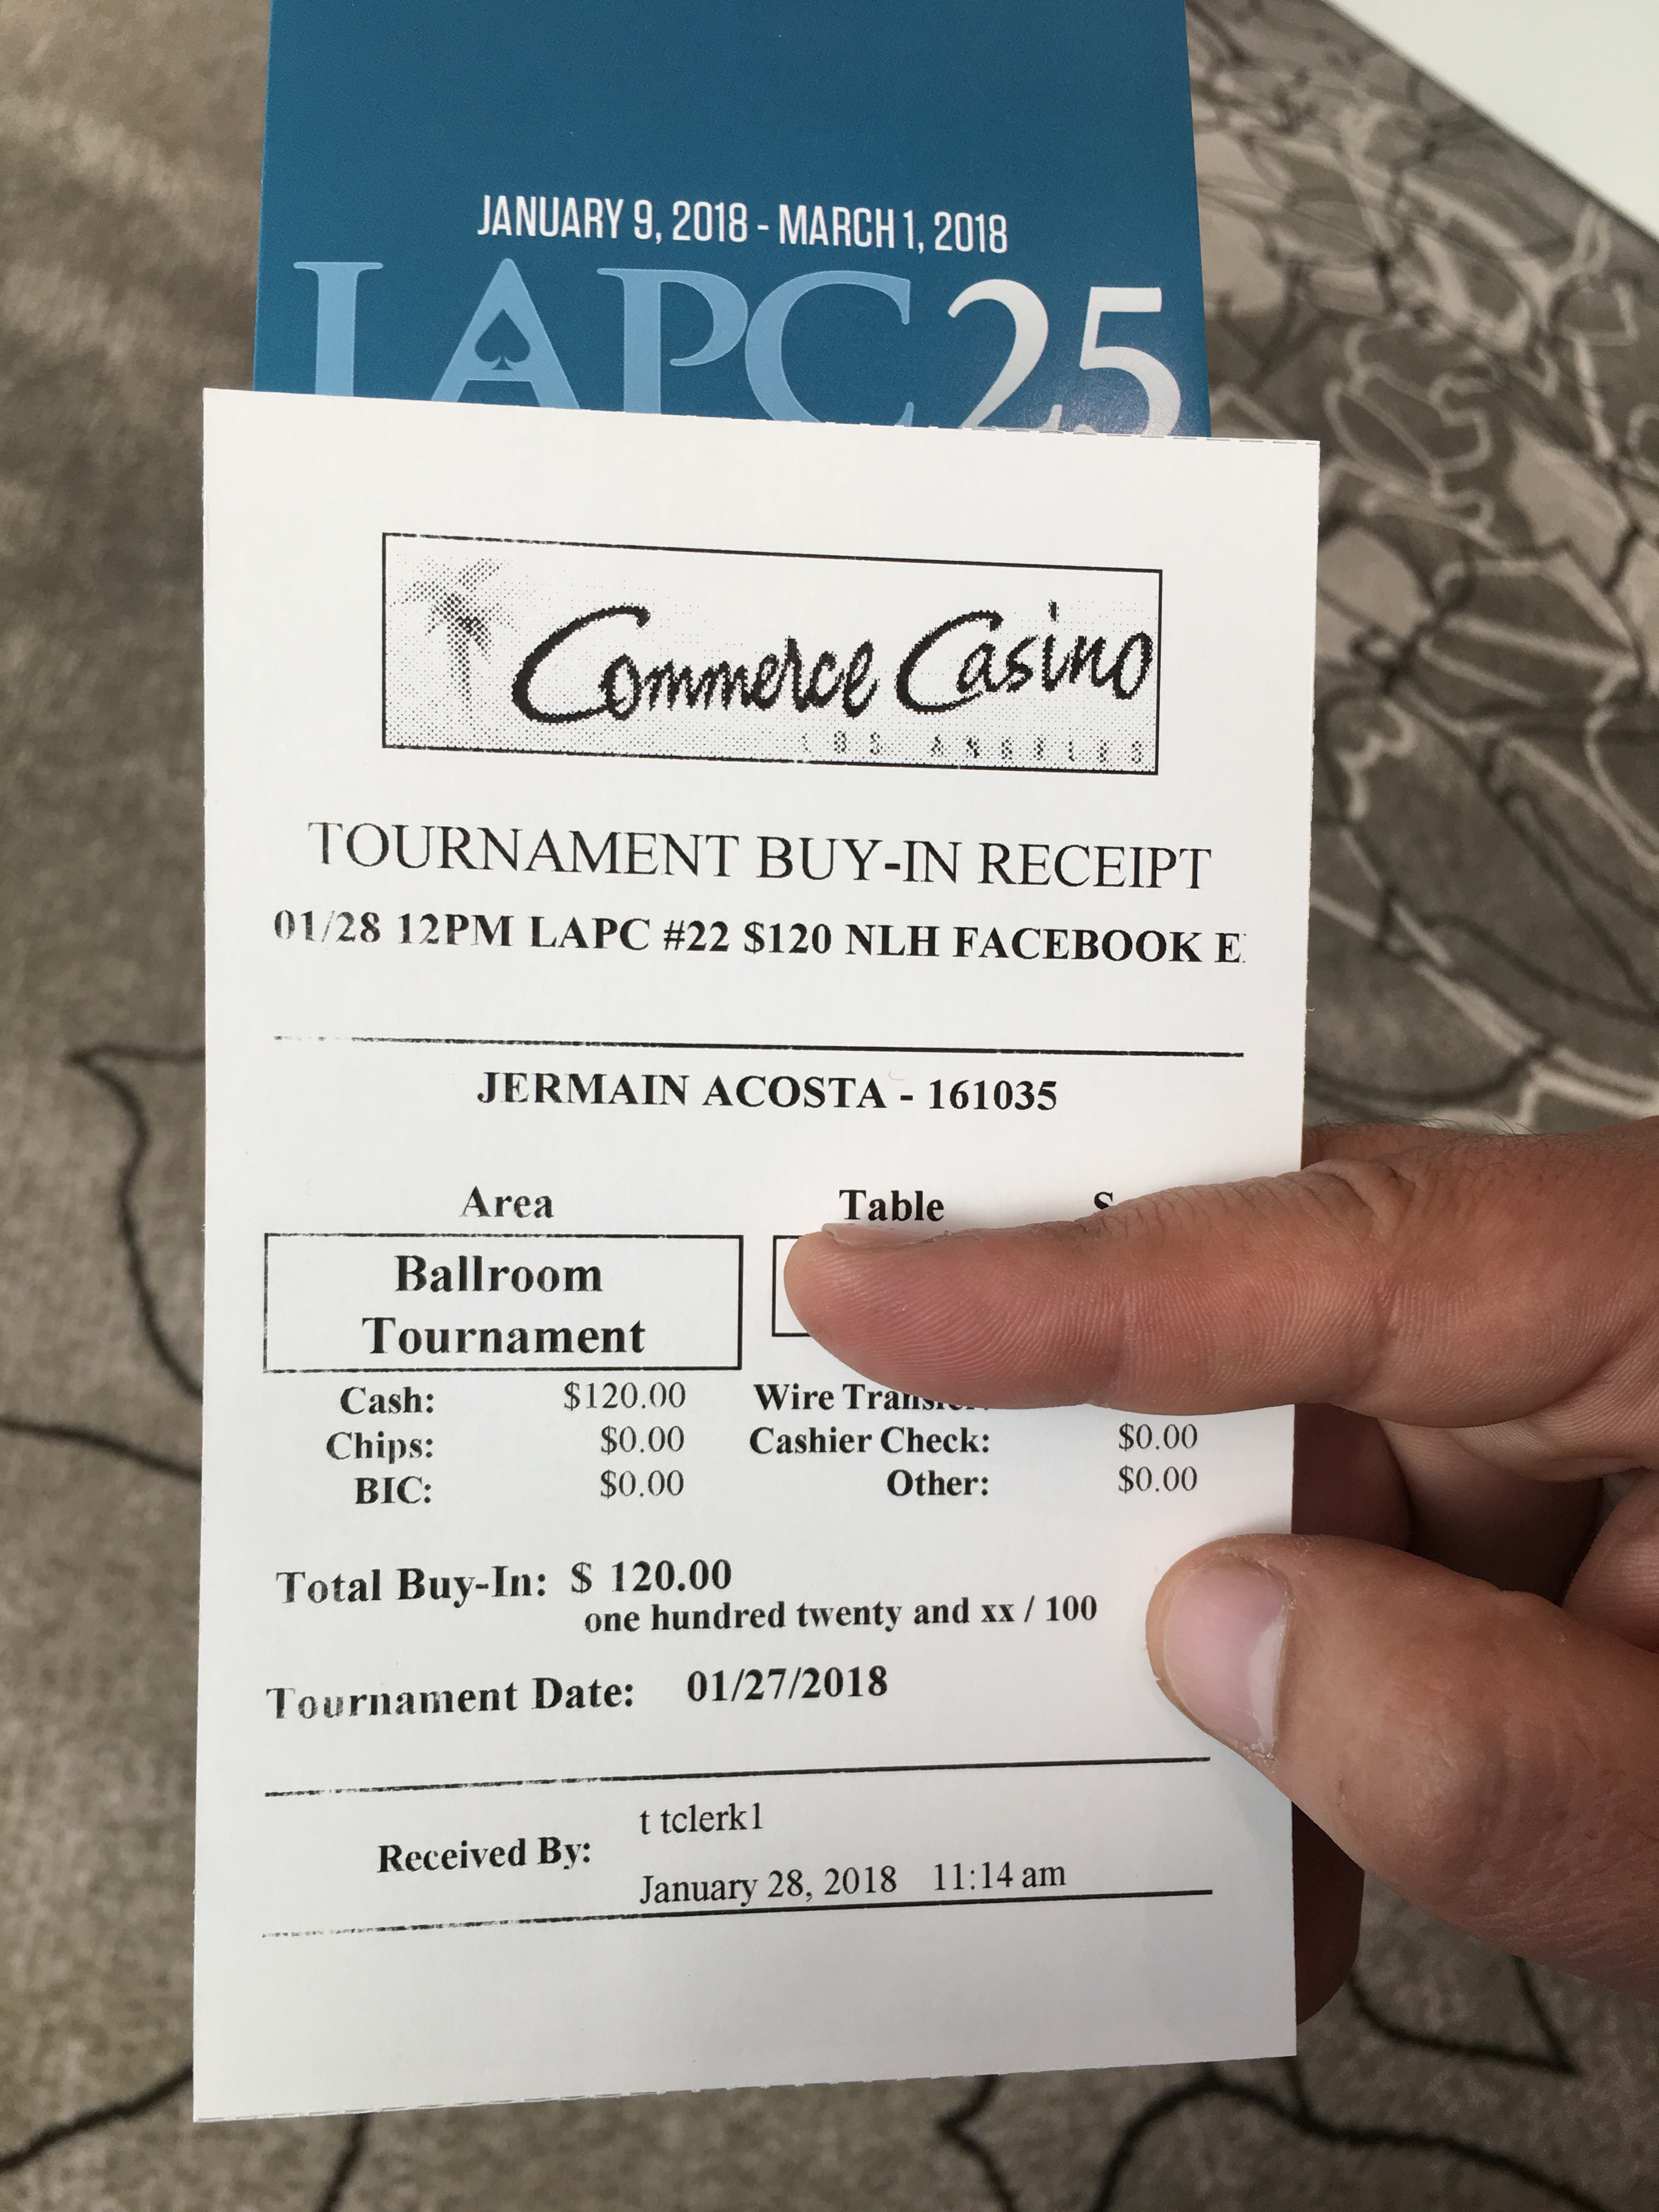 JANUARY 9, 2018 - MARCH 1, 2018
LAPC 25
Commerce Casino
LOS ANGELES
TOURNAMENT BUY-IN RECEIPT
01/28 12PM LAPC #22 $120 NLH FACEBOOK E
JERMAIN ACOSTA - 161035
Area Table
Ballroom
Tournament
Cash: $120.00 Wire
Chips: $0.00 Cashier Check: $0.00
BIC: $0.00 Other: $0.00
Total Buy-In: $ 120.00
one hundred twenty and xx / 100
Tournament Date: 01/27/2018
t tclerk1
Received By:
January 28, 2018 11:14 am